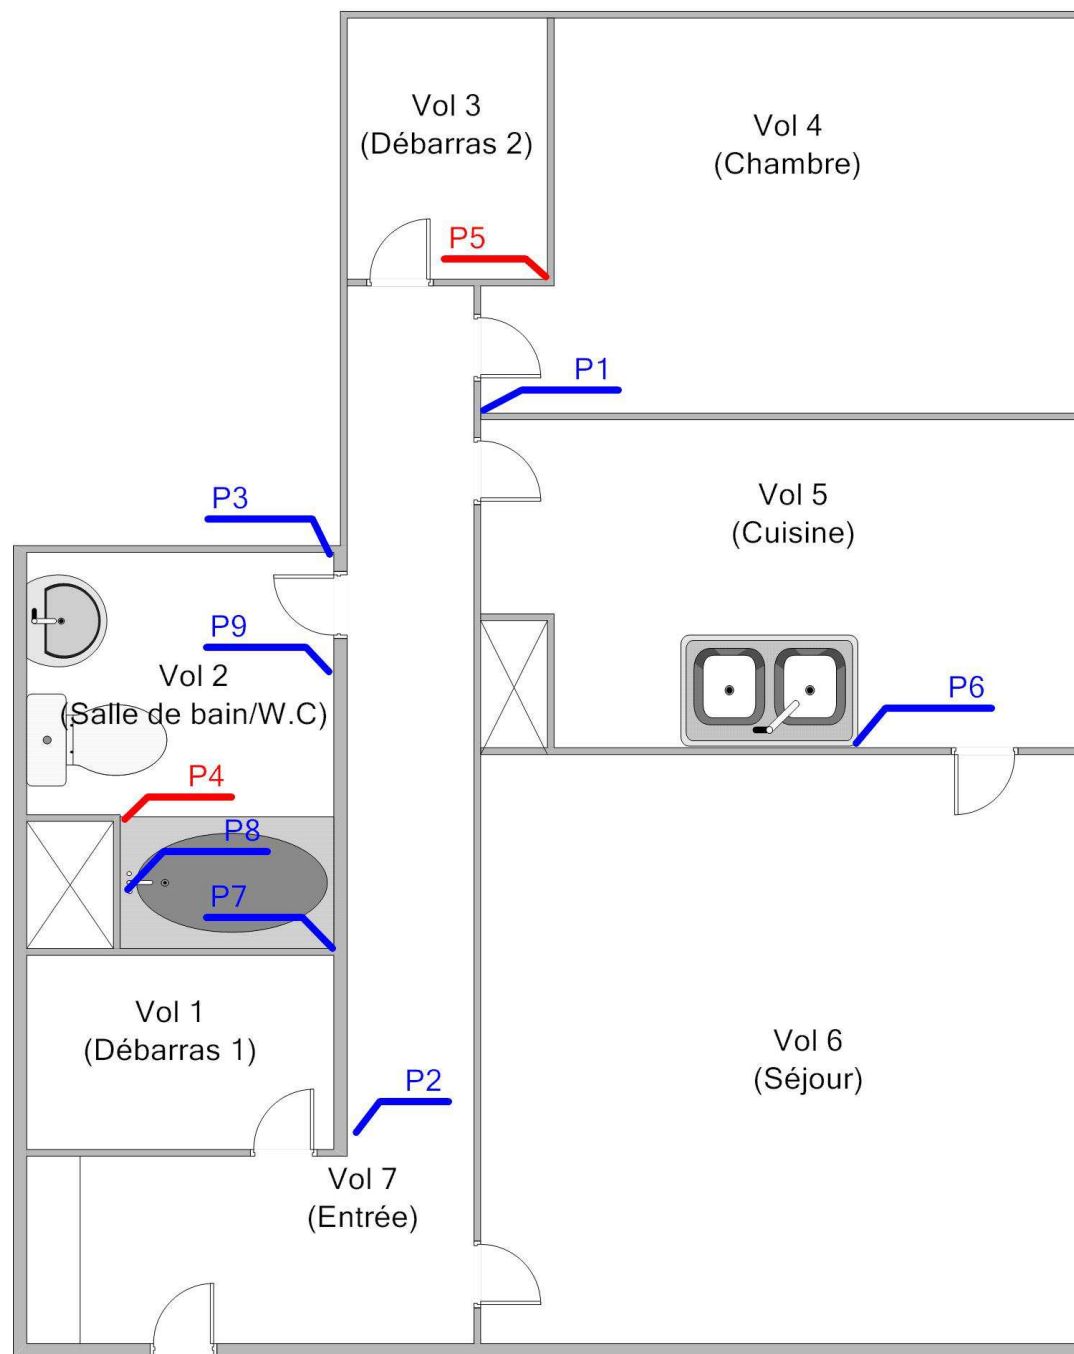 Vol 3
(Débarras 2)
Vol 4
(Chambre)
P5
P1
P3
Vol 5
(Cuisine)
P9
Vol 2
(Salle de bain/W.C)
P6
P4
P8
P7
Vol 1
(Débarras 1)
Vol 6
(Séjour)
P2
Vol 7
(Entrée)